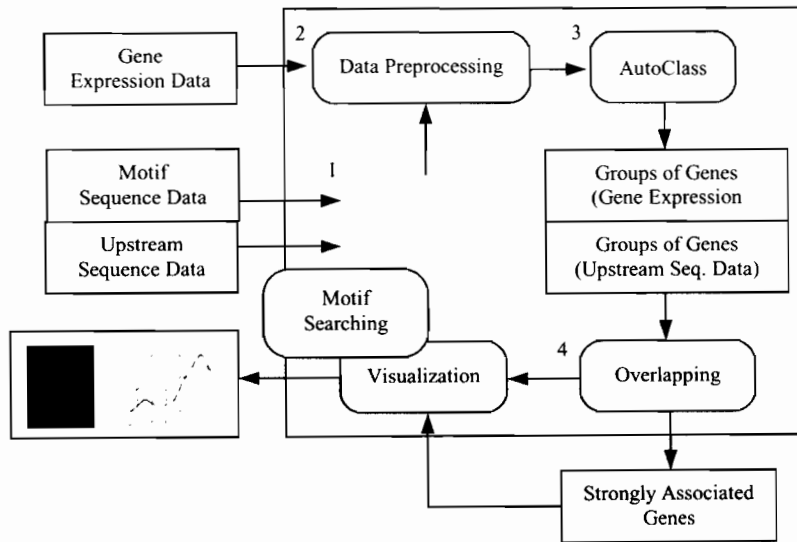 2
3
Gene
Expression Data
Data Preprocessing
AutoClass
1
Motif
Sequence Data
Upstream
Sequence Data
Groups of Genes
(Gene Expression
Groups of Genes
(Upstream Seq. Data)
Motif
Searching
4
Visualization
Overlapping
Strongly Associated
Genes